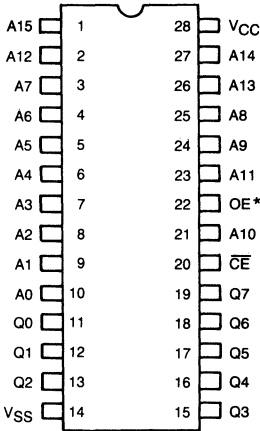 A15 1 28 VCC
A12 2 27 A14
A7 3 26 A13
A6 4 25 A8
A5 5 24 A9
A4 6 23 A11
A3 7 22 OE*
A2 8 21 A10
A1 9 20 C̅E̅
A0 10 19 Q7
Q0 11 18 Q6
Q1 12 17 Q5
Q2 13 16 Q4
VSS 14 15 Q3